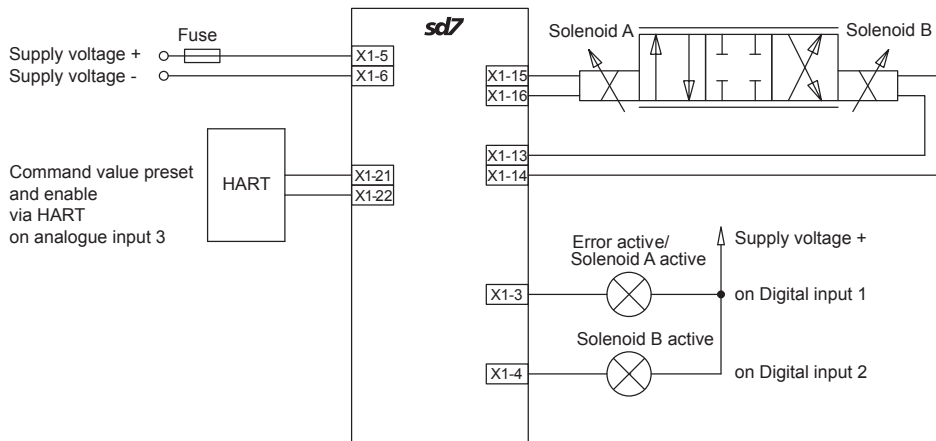 sd7
Fuse
Supply voltage +
Supply voltage -
X1-5
X1-6
Solenoid A
Solenoid B
X1-15
X1-16
X1-13
X1-14
Command value preset
and enable
via HART
on analogue input 3
HART
X1-21
X1-22
Error active/
Solenoid A active
Supply voltage +
X1-3
on Digital input 1
Solenoid B active
X1-4
on Digital input 2